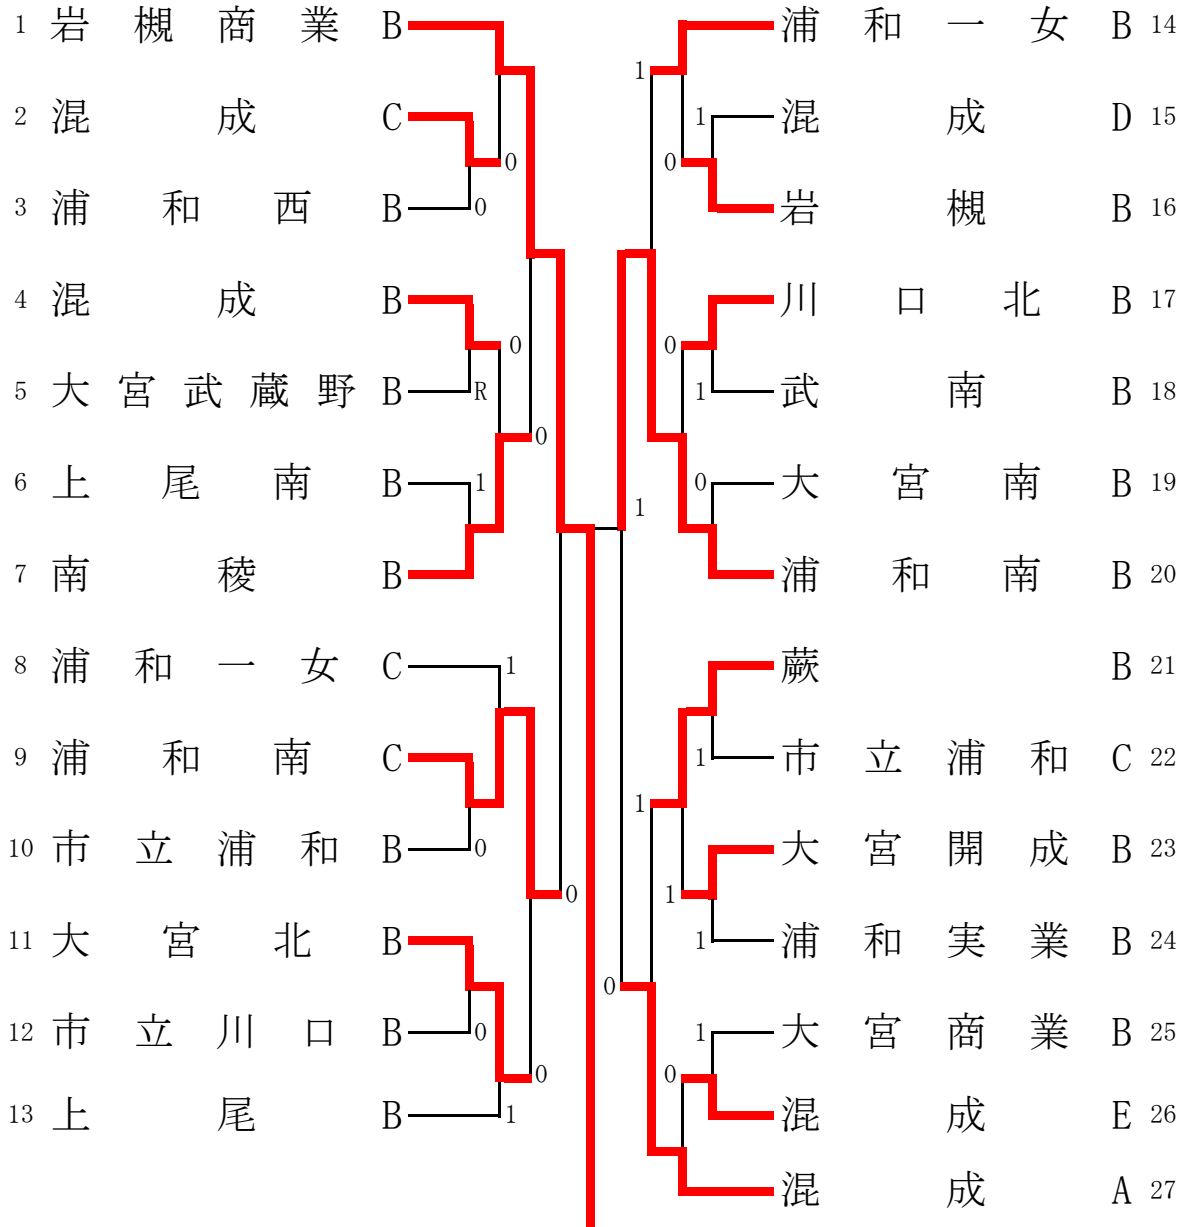 1 岩槻商業 B
2 混成 C
0
3 浦和西 B 0
4 混成 B
0
5 大宮武蔵野 B R
0
6 上尾南 B 1
7 南稜 B
8 浦和一女 C 1
9 浦和南 C
10 市立浦和 B 0
0
11 大宮北 B
12 市立川口 B 0
0
13 上尾 B 1
浦和一女 B 14
1
1 混成 D 15
0
岩槻 B 16
川口北 B 17
0
1 武南 B 18
0 大宮南 B 19
1
浦和南 B 20
蕨 B 21
1 市立浦和 C 22
1
大宮開成 B 23
1
1 浦和実業 B 24
0
1 大宮商業 B 25
0
混成 E 26
混成 A 27